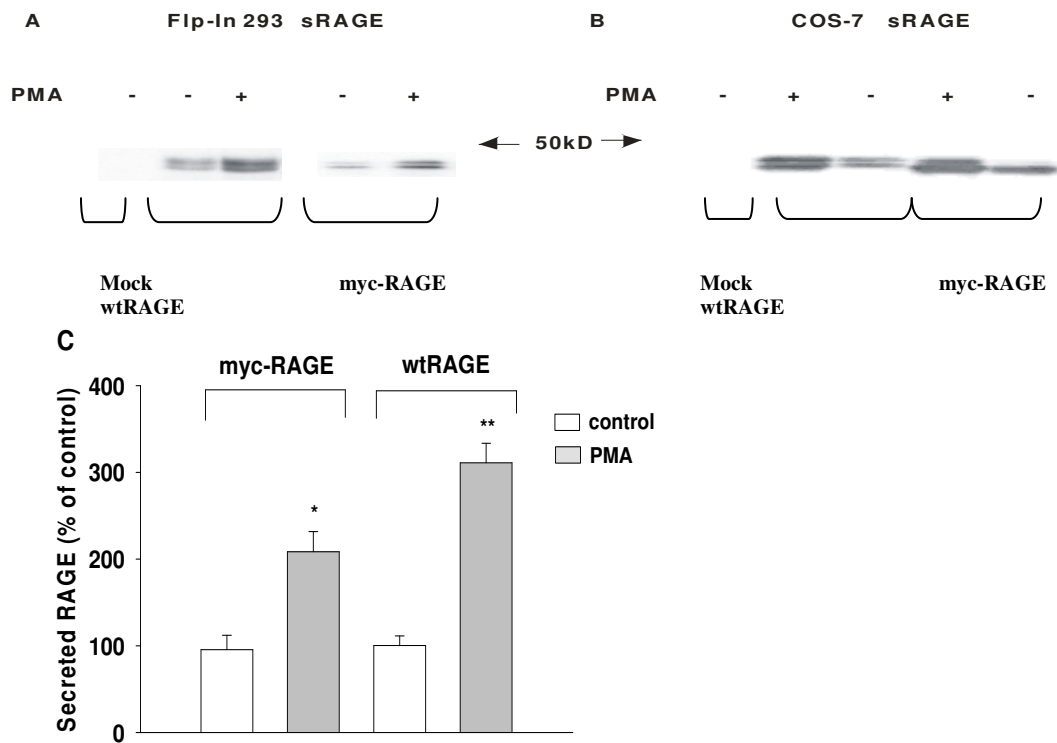 A Flp-In 293 sRAGE B COS-7 sRAGE
PMA - - + - + PMA - + - + -
50kD
Mock myc-RAGE Mock myc-RAGE
wtRAGE wtRAGE
C
myc-RAGE wtRAGE
Secreted RAGE (% of control)
400
300
200
100
0
* **
control
PMA